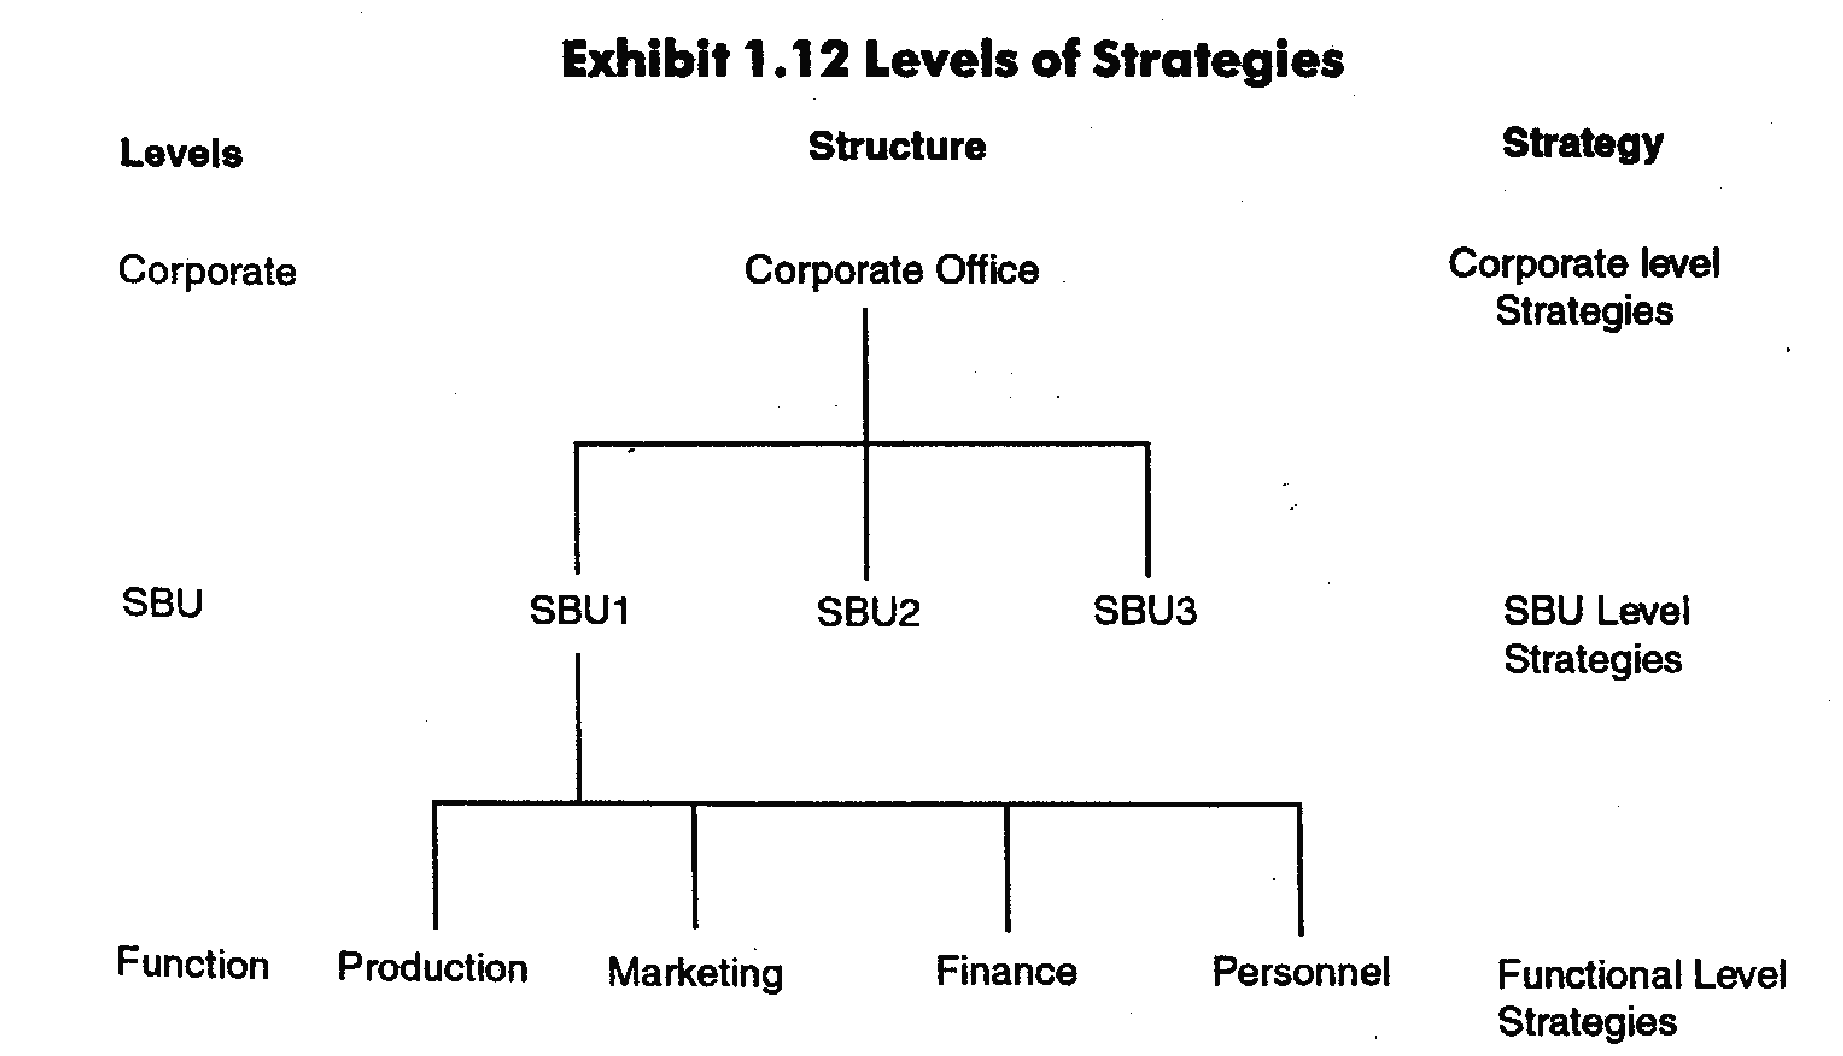 Exhibit 1.12 Levels of Strategies
Levels Structure Strategy
Corporate Corporate Office Corporate level
Strategies
SBU SBU1 SBU2 SBU3 SBU Level
Strategies
Function Production Marketing Finance Personnel Functional Level
Strategies